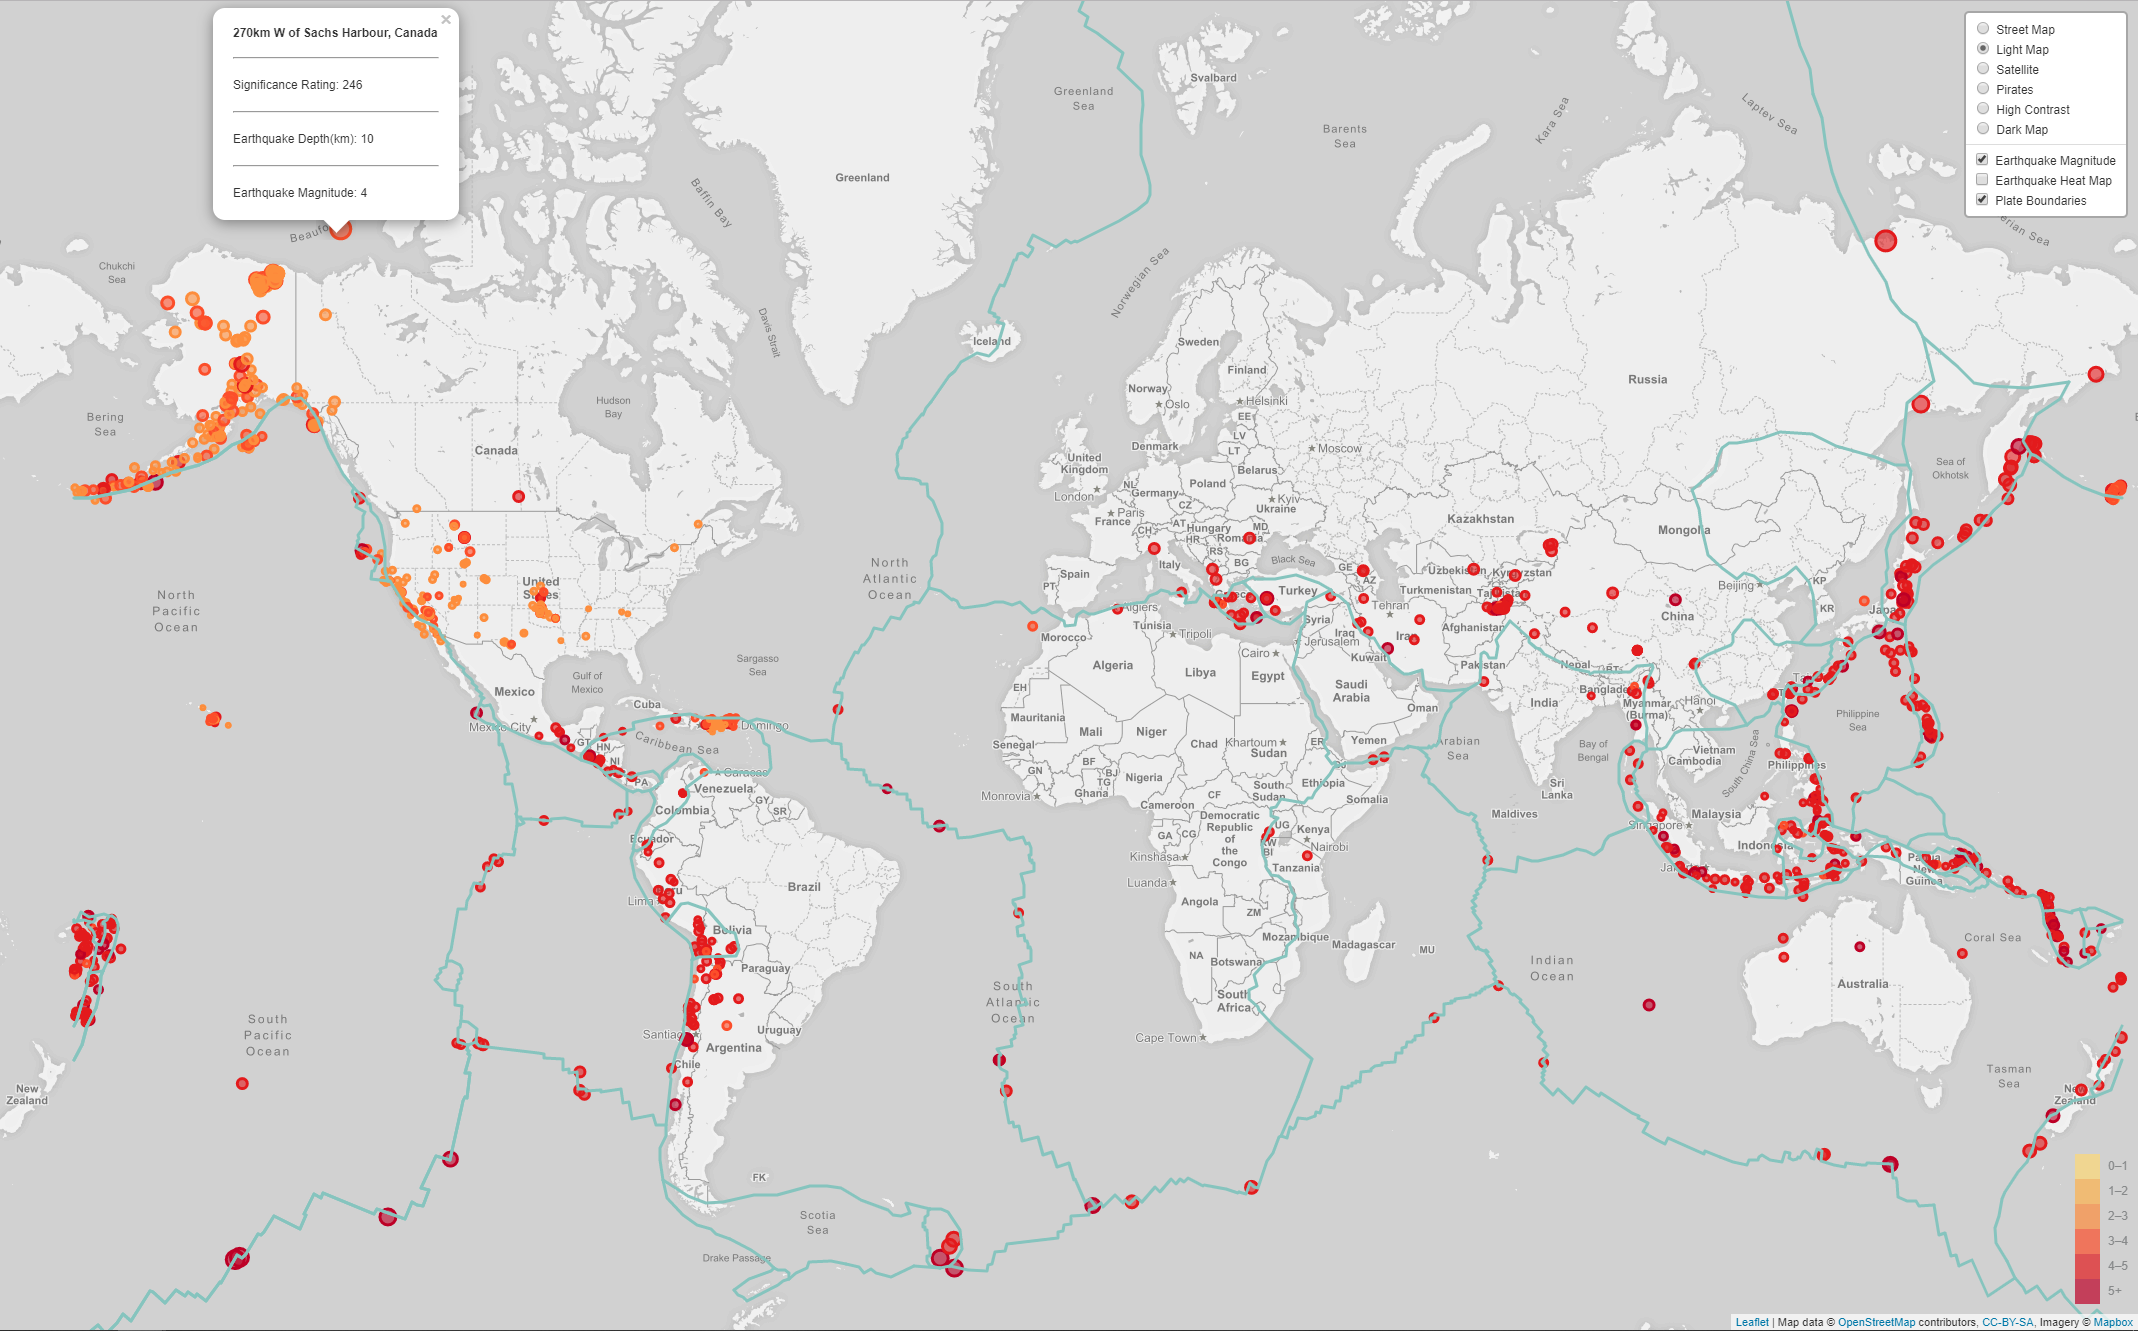 270km W of Sachs Harbour, Canada
×
Significance Rating: 246
Earthquake Depth(km): 10
Earthquake Magnitude: 4
Street Map
Light Map
Satellite
Pirates
High Contrast
Dark Map
Earthquake Magnitude
Earthquake Heat Map
Plate Boundaries
Svalbard
Greenland
Sea
Barents
Sea
Kara Sea
Laptev Sea
Greenland
Baffin Bay
Chukchi
Sea
Norwegian Sea
Davis Strait
Iceland
Sweden
Finland
Norway
Oslo
Helsinki
Russia
Hudson
Bay
Bering
Sea
EE
LV
LT
Denmark
Moscow
Canada
United
Kingdom
Belarus
Sea of
Okhotsk
London
NL
Germany
Poland
Paris
France
CZ
Kyiv
Ukraine
Kazakhstan
Mongolia
CH
AT
Hungary
MD
HR
Romania
RS
BG
Italy
Black Sea
GE
AZ
Uzbekistan
Kyrgyzstan
Spain
PT
Turkey
Turkmenistan
Beijing
KP
KR
North
Pacific
Ocean
North
Atlantic
Ocean
United
States
Algiers
Tunisia
Tripoli
Syria
Tehran
Afghanistan
China
Morocco
Jerusalem
Iraq
Iran
Cairo
Kuwait
Pakistan
Nepal
Sargasso
Sea
Algeria
Libya
Egypt
Saudi
Arabia
Gulf of
Mexico
Mexico
Cuba
EH
Oman
India
Myanmar
(Burma)
Hanoi
Mexico City
Domingo
Mauritania
Mali
Niger
Chad
Khartoum
Sudan
ER
Yemen
Arabian
Sea
Bay of
Bengal
Philippine
Sea
GT
HN
NI
Caribbean Sea
Senegal
Vietnam
Cambodia
South China Sea
Philippines
PA
Caracas
Venezuela
GN
BF
BJ
TG
Ghana
Nigeria
South
Sudan
Ethiopia
Sri
Lanka
Monrovia
Cameroon
CF
Somalia
Maldives
Colombia
GY
SR
Malaysia
Singapore
Ecuador
GA
CG
Democratic
Republic
of
the
Congo
UG
Kenya
Nairobi
BI
Kinshasa
Tanzania
Indonesia
Papua
New
Guinea
Luanda
Brazil
Lima
Angola
ZM
Bolivia
Mozambique
Madagascar
MU
Coral Sea
Paraguay
NA
Botswana
Indian
Ocean
Australia
South
Atlantic
Ocean
South
Africa
South
Pacific
Ocean
Santiago
Uruguay
Argentina
Cape Town
Chile
Tasman
Sea
New
Zealand
New
Zealand
FK
Scotia
Sea
Drake Passage
0–1
1–2
2–3
3–4
4–5
5+
Leaflet | Map data © OpenStreetMap contributors, CC-BY-SA, Imagery © Mapbox